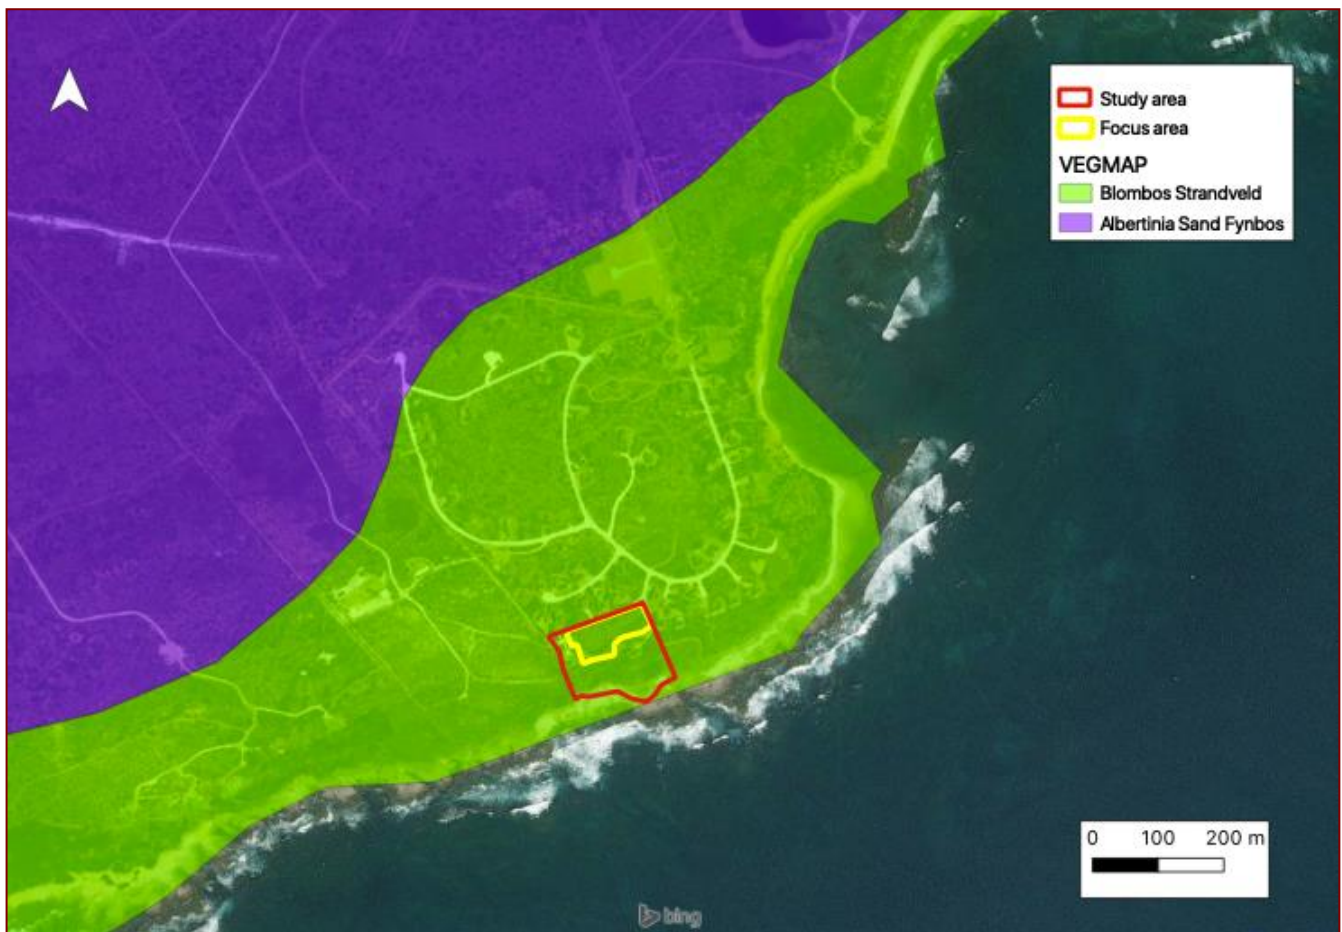 Study area
Focus area
VEGMAP
Blombos Strandveld
Albertinia Sand Fynbos
0 100 200 m
bing